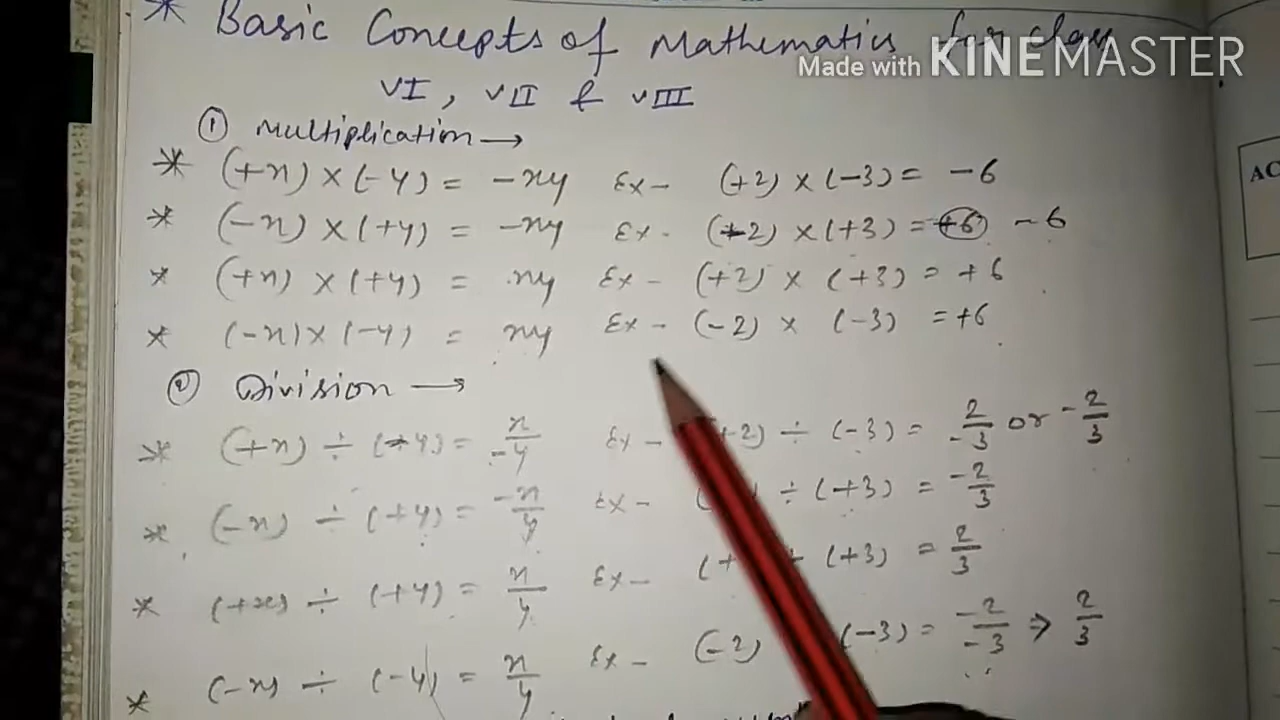 * Basic Concepts of Mathematics for class
Made with KINEMASTER
VI, VII & VIII
① Multiplication →
* (+x) × (-y) = -xy Ex- (+2) × (-3) = -6
* (-x) × (+y) = -xy Ex- (-2) × (+3) = +6 -6
* (+x) × (+y) = xy Ex- (+2) × (+3) = +6
* (-x) × (-y) = xy Ex- (-2) × (-3) = +6
AC
② Division →
* (+x) ÷ (-y) = x/-y Ex- +2) ÷ (-3) = 2/-3 or -2/3
* (-x) ÷ (+y) = -x/y Ex- ( ) ÷ (+3) = -2/3
* (+x) ÷ (+y) = x/y Ex- (+ ÷ (+3) = 2/3
* (-x) ÷ (-y) = x/y Ex- (-2) (-3) = -2/-3 ⇒ 2/3